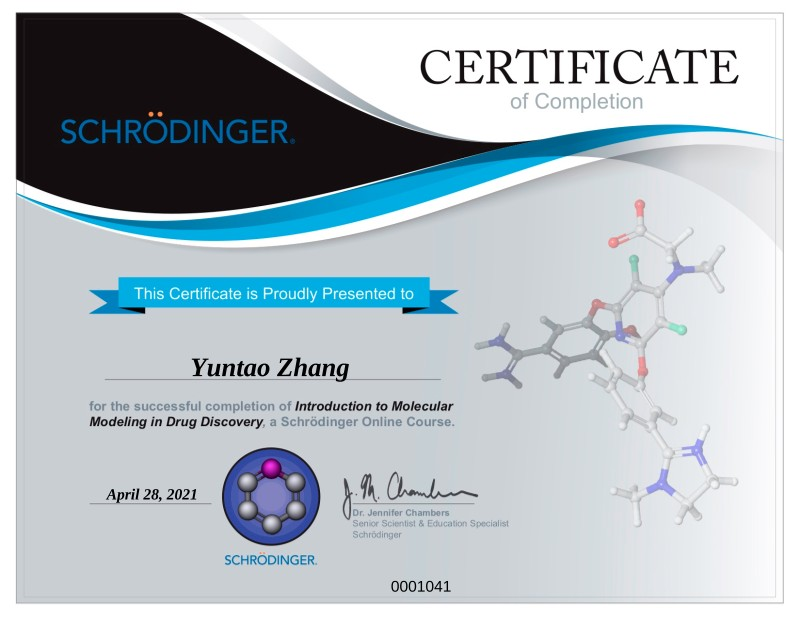 CERTIFICATE
of Completion
SCHRÖDINGER®
This Certificate is Proudly Presented to
Yuntao Zhang
for the successful completion of Introduction to Molecular
Modeling in Drug Discovery, a Schrödinger Online Course.
April 28, 2021
J. M. Chambers
Dr. Jennifer Chambers
Senior Scientist & Education Specialist
Schrödinger
SCHRÖDINGER.
0001041